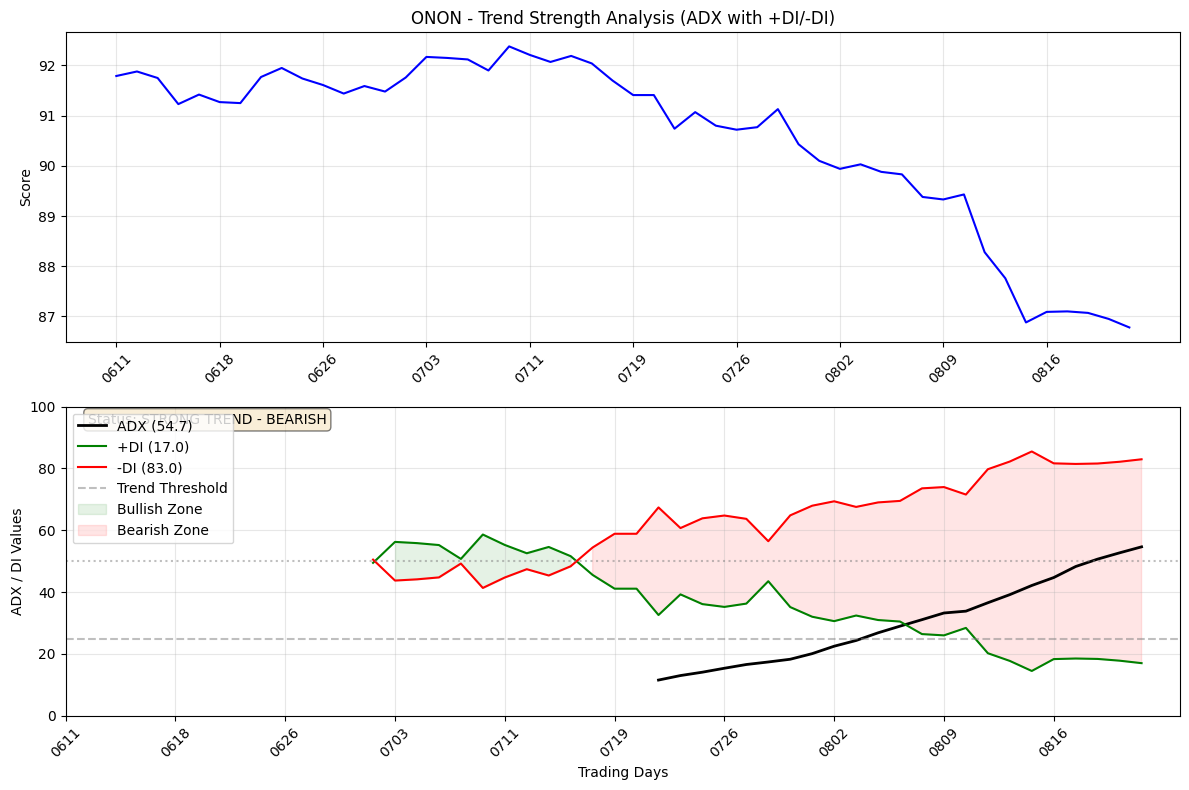 ONON - Trend Strength Analysis (ADX with +DI/-DI)
Score
92
91
90
89
88
87
0611
0618
0626
0703
0711
0719
0726
0802
0809
0816
ADX / DI Values
100
80
60
40
20
0
Status: STRONG TREND - BEARISH
ADX (54.7)
+DI (17.0)
-DI (83.0)
Trend Threshold
Bullish Zone
Bearish Zone
0611
0618
0626
0703
0711
0719
0726
0802
0809
0816
Trading Days